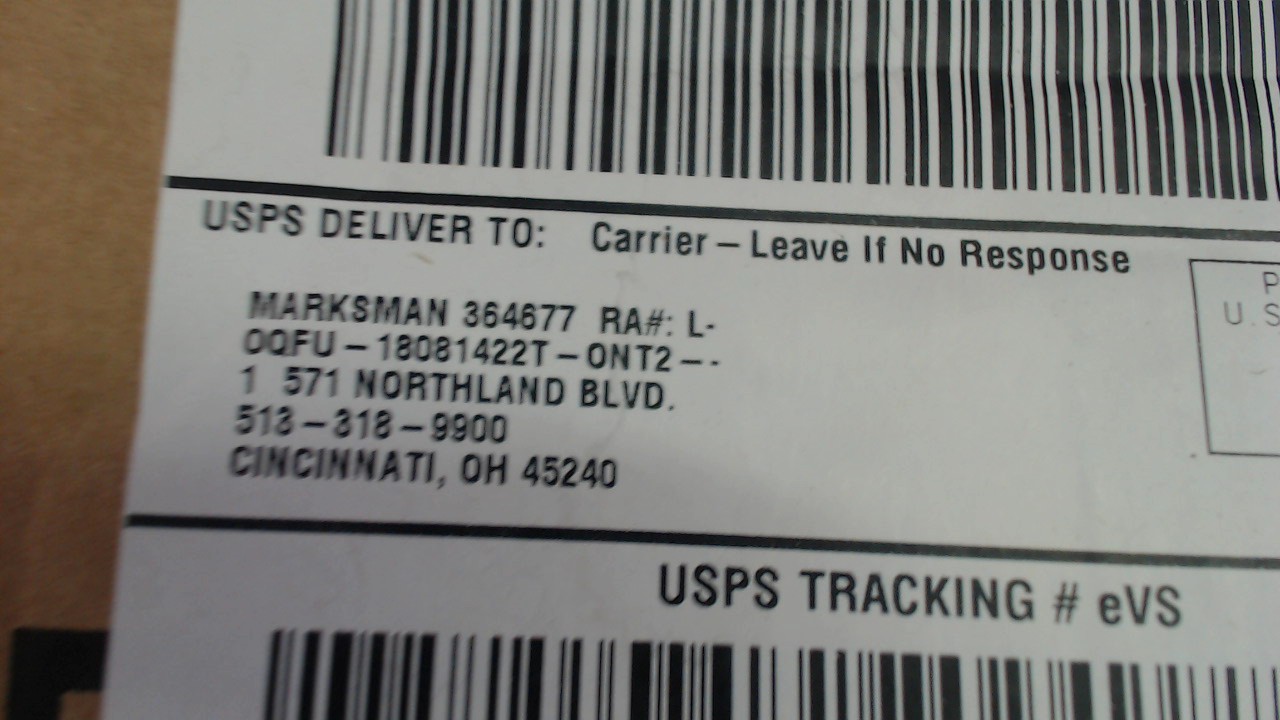 USPS DELIVER TO: Carrier – Leave If No Response
P
U.S
MARKSMAN 364677 RA#: L-
OQFU – 18081422T – ONT2 – -
1 571 NORTHLAND BLVD.
513 – 318 – 9900
CINCINNATI, OH 45240
USPS TRACKING # eVS